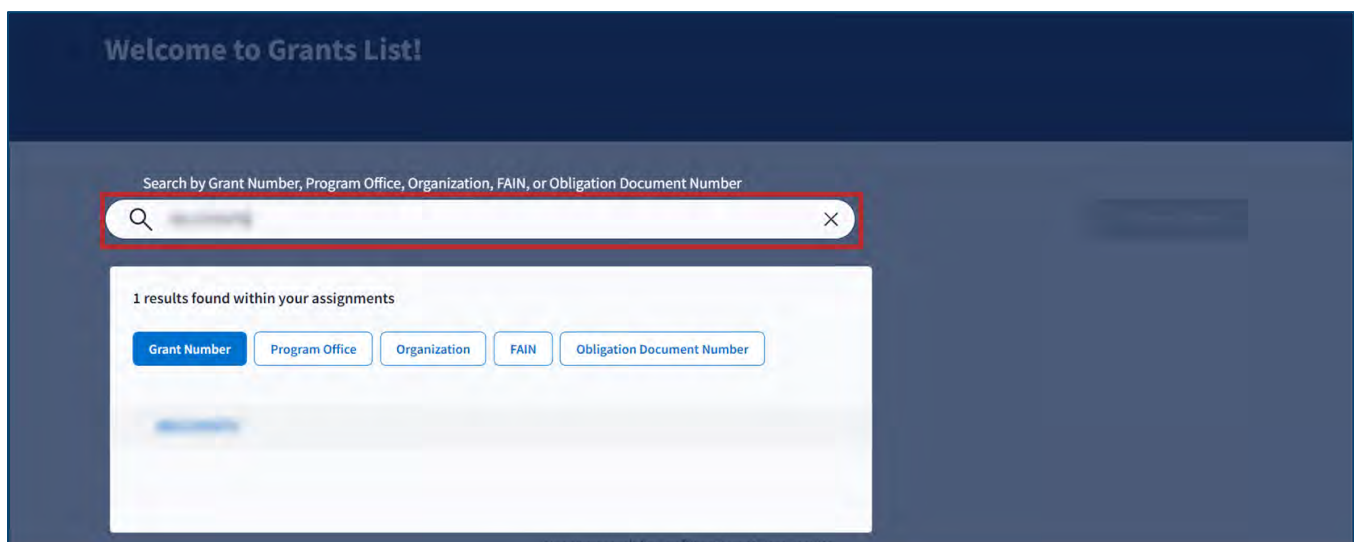 Welcome to Grants List!
Search by Grant Number, Program Office, Organization, FAIN, or Obligation Document Number
1 results found within your assignments
Grant Number Program Office Organization FAIN Obligation Document Number